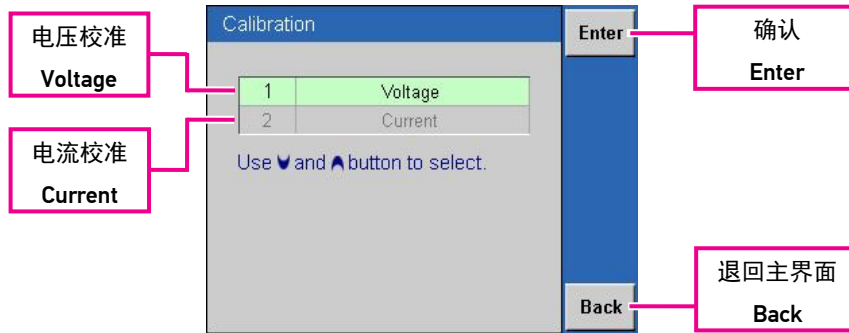 电压校准
Voltage
电流校准
Current
Calibration
1 Voltage
2 Current
Use and button to select.
Enter
Back
确认
Enter
退回主界面
Back